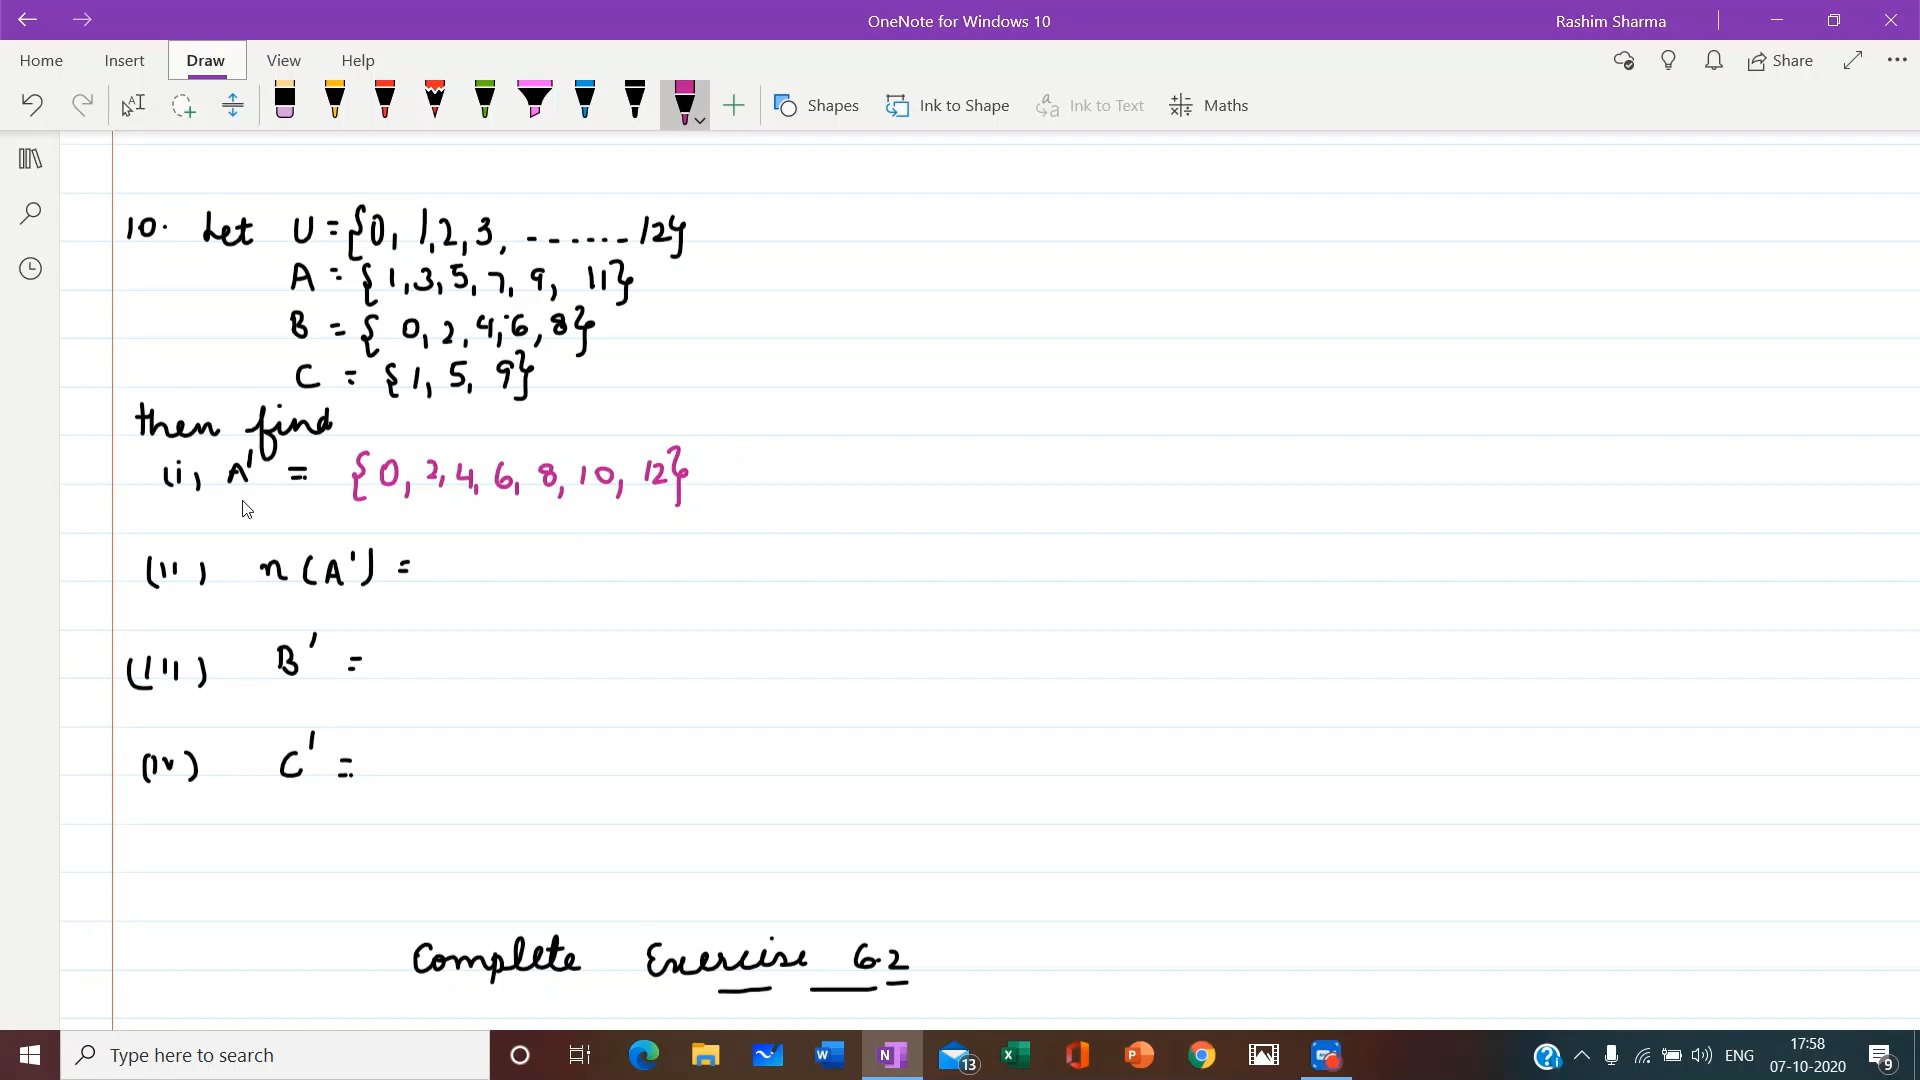 OneNote for Windows 10
Rashim Sharma
Home Insert Draw View Help
Share
Shapes Ink to Shape Ink to Text Maths
10. Let U = {0, 1, 2, 3, ------ 12}
A = {1, 3, 5, 7, 9, 11}
B = {0, 2, 4, 6, 8}
C = {1, 5, 9}
then find
(i) A' = {0, 2, 4, 6, 8, 10, 12}
(ii) n(A') =
(iii) B' =
(iv) C' =
Complete Exercise 6.2
Type here to search
13
ENG
17:58
07-10-2020
9